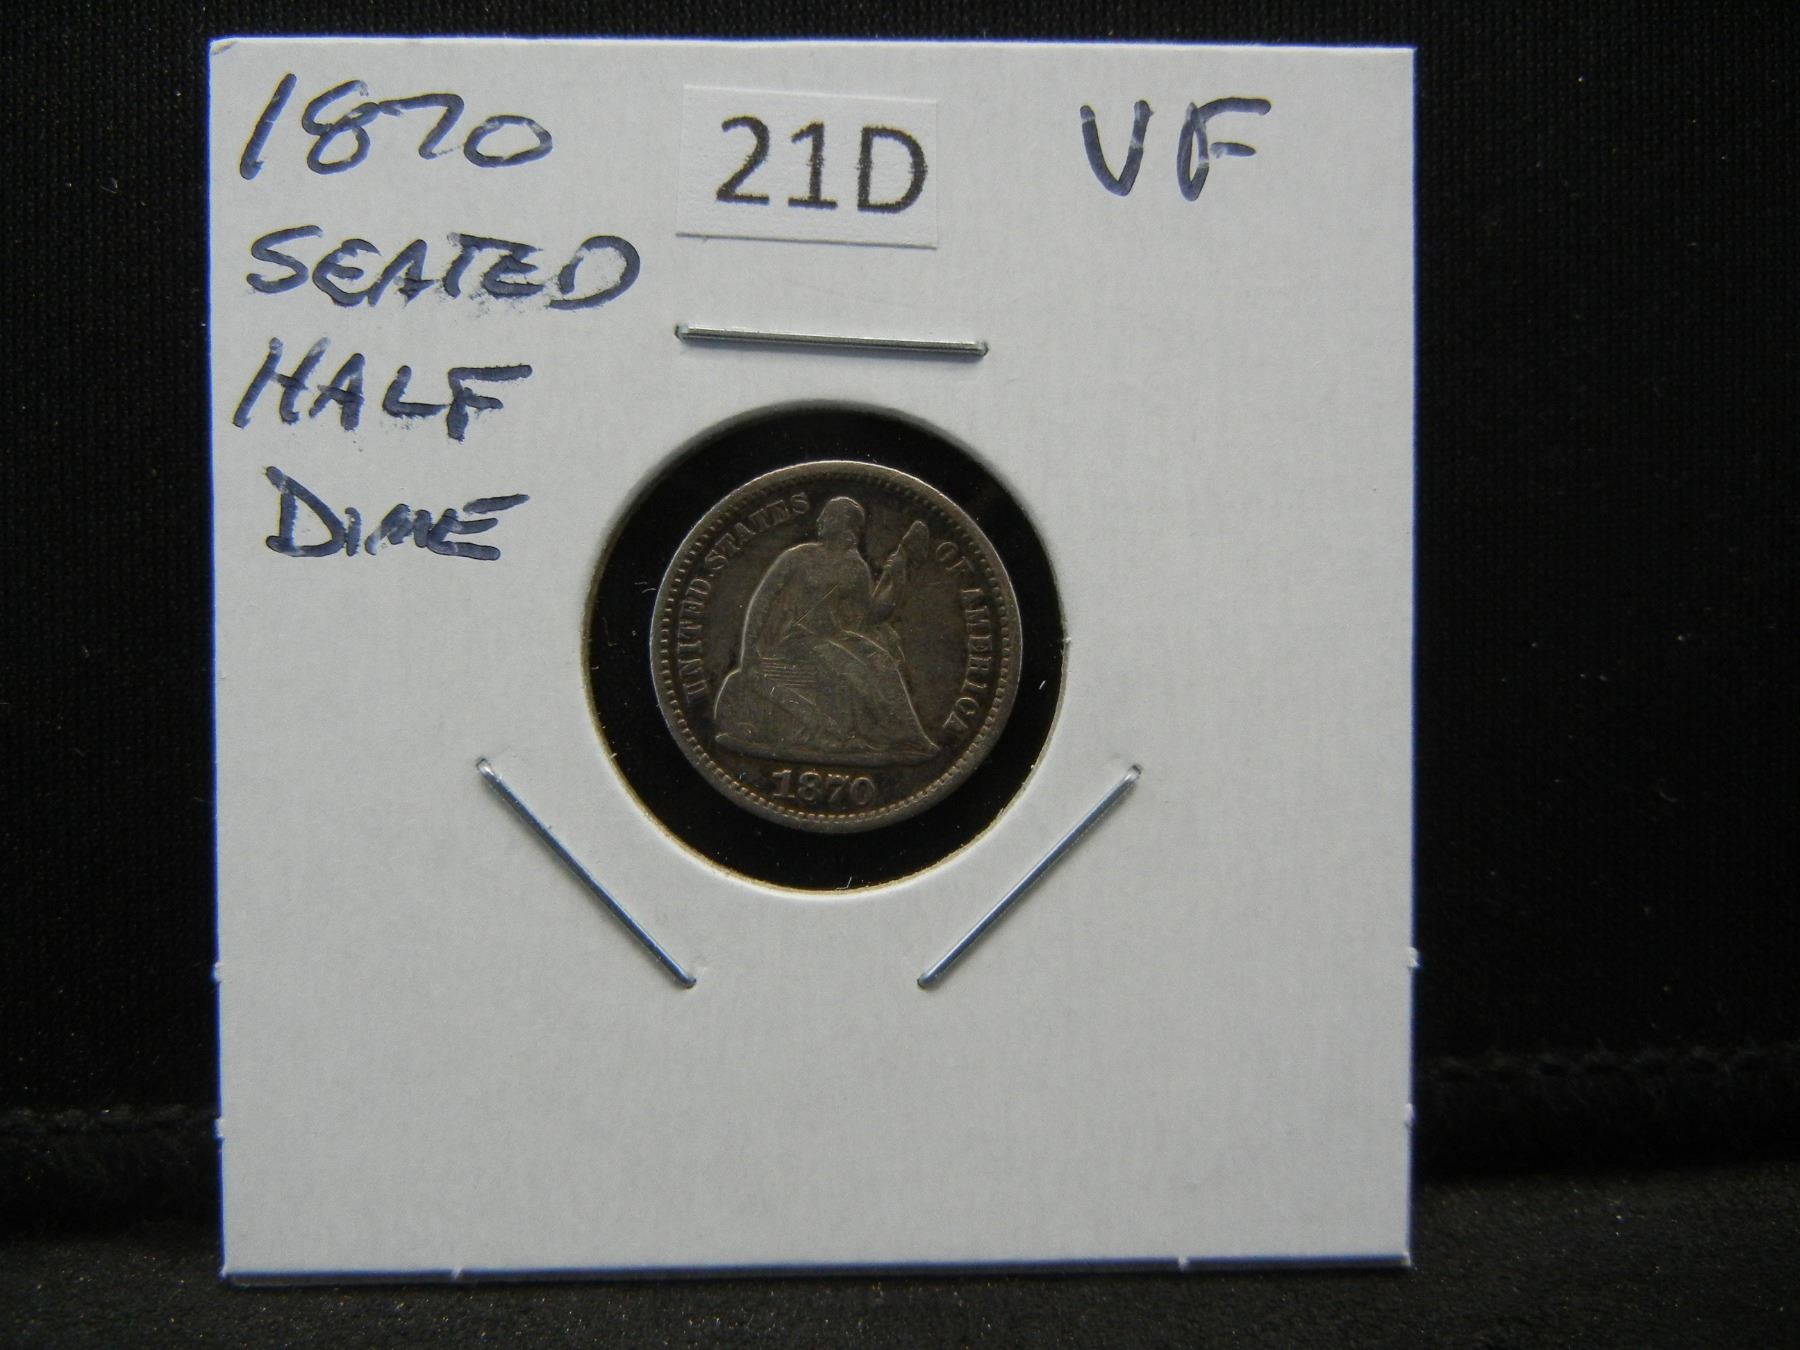 1870
21D
VF
SEATED
HALF
DIME
UNITED STATES
OF AMERICA
1870